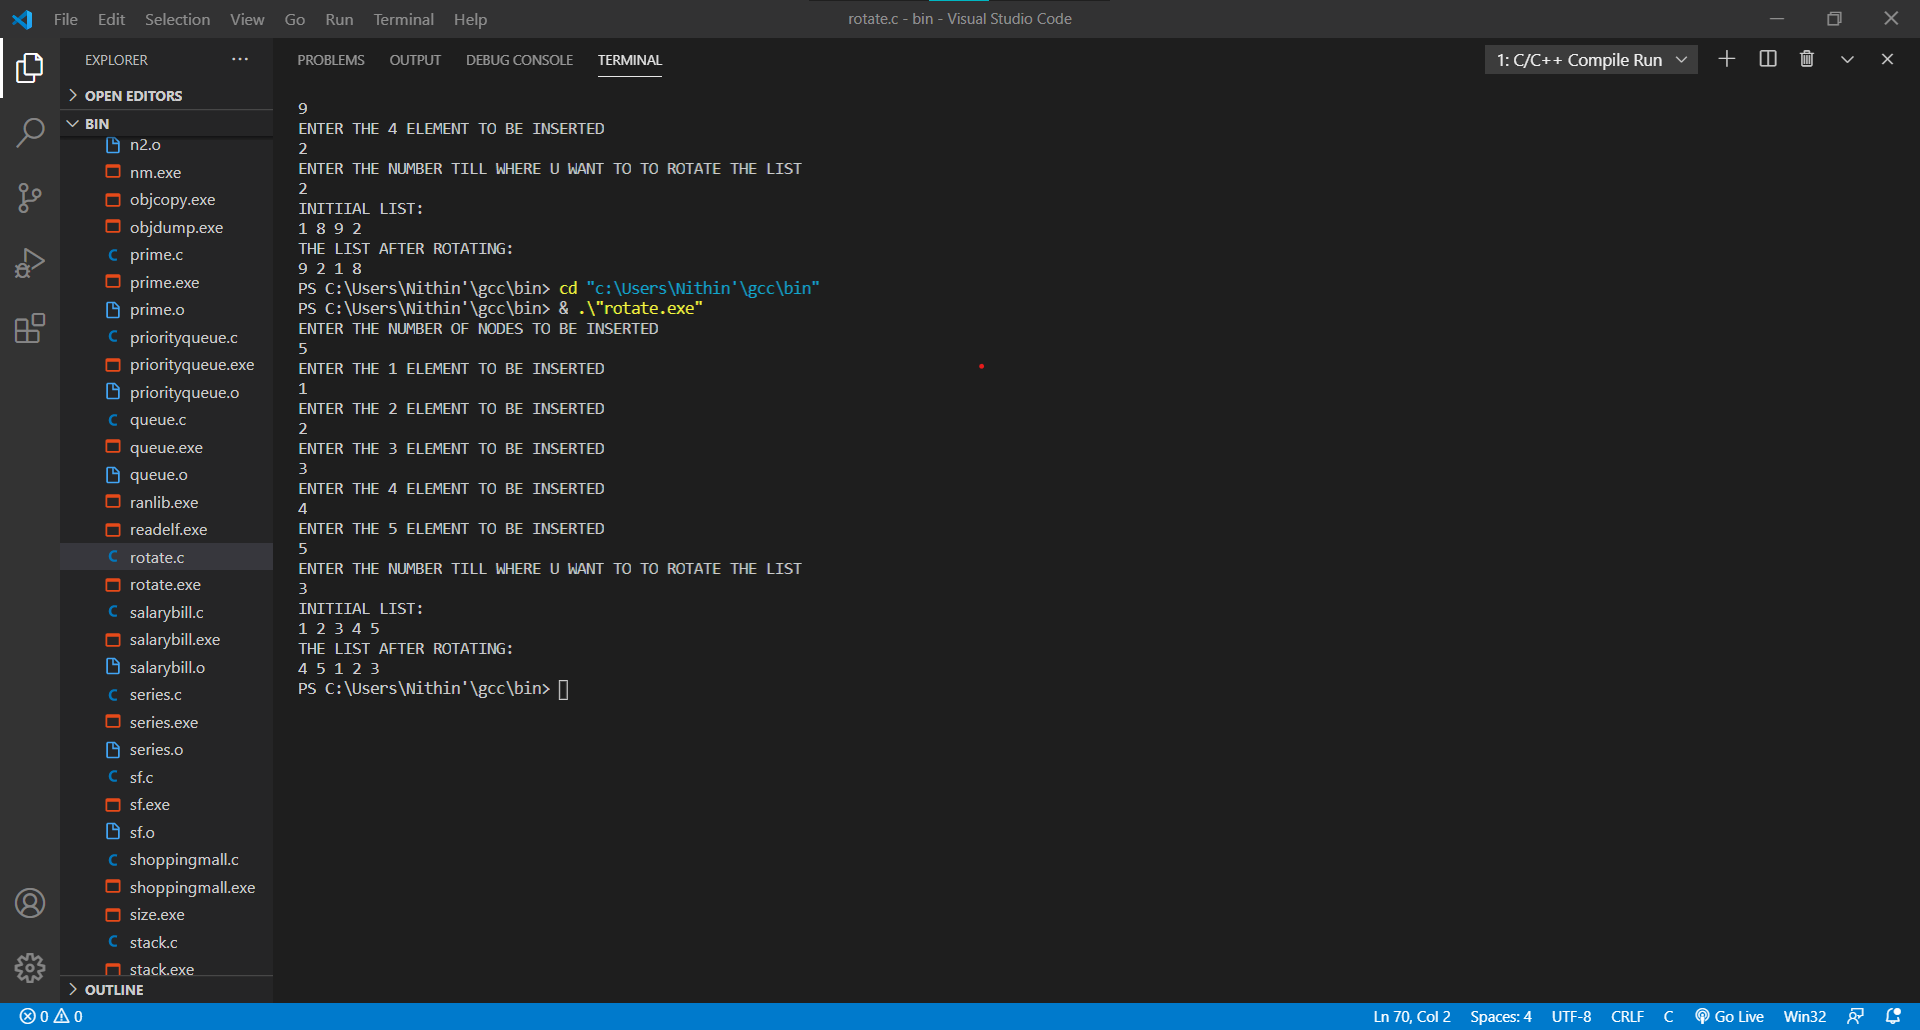 File Edit Selection View Go Run Terminal Help
rotate.c - bin - Visual Studio Code
EXPLORER
OPEN EDITORS
BIN
n2.o
nm.exe
objcopy.exe
objdump.exe
prime.c
prime.exe
prime.o
priorityqueue.c
priorityqueue.exe
priorityqueue.o
queue.c
queue.exe
queue.o
ranlib.exe
readelf.exe
rotate.c
rotate.exe
salarybill.c
salarybill.exe
salarybill.o
series.c
series.exe
series.o
sf.c
sf.exe
sf.o
shoppingmall.c
shoppingmall.exe
size.exe
stack.c
stack.exe
OUTLINE
PROBLEMS OUTPUT DEBUG CONSOLE TERMINAL
1: C/C++ Compile Run
9
ENTER THE 4 ELEMENT TO BE INSERTED
2
ENTER THE NUMBER TILL WHERE U WANT TO TO ROTATE THE LIST
2
INITIIAL LIST:
1 8 9 2
THE LIST AFTER ROTATING:
9 2 1 8
PS C:\Users\Nithin'\gcc\bin> cd "c:\Users\Nithin'\gcc\bin"
PS C:\Users\Nithin'\gcc\bin> & .\"rotate.exe"
ENTER THE NUMBER OF NODES TO BE INSERTED
5
ENTER THE 1 ELEMENT TO BE INSERTED
1
ENTER THE 2 ELEMENT TO BE INSERTED
2
ENTER THE 3 ELEMENT TO BE INSERTED
3
ENTER THE 4 ELEMENT TO BE INSERTED
4
ENTER THE 5 ELEMENT TO BE INSERTED
5
ENTER THE NUMBER TILL WHERE U WANT TO TO ROTATE THE LIST
3
INITIIAL LIST:
1 2 3 4 5
THE LIST AFTER ROTATING:
4 5 1 2 3
PS C:\Users\Nithin'\gcc\bin>
0 0
Ln 70, Col 2 Spaces: 4 UTF-8 CRLF C Go Live Win32